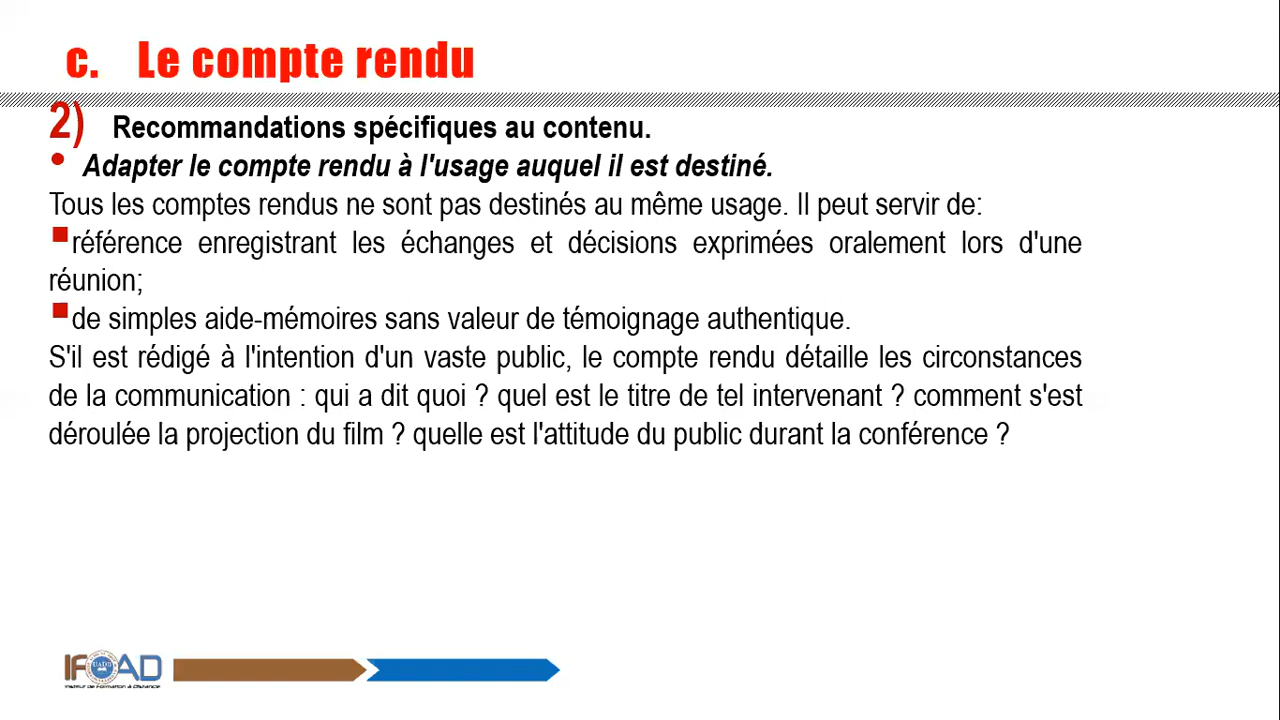 c. Le compte rendu
2) Recommandations spécifiques au contenu.
• Adapter le compte rendu à l'usage auquel il est destiné.
Tous les comptes rendus ne sont pas destinés au même usage. Il peut servir de:
▪référence enregistrant les échanges et décisions exprimées oralement lors d'une
réunion;
▪de simples aide-mémoires sans valeur de témoignage authentique.
S'il est rédigé à l'intention d'un vaste public, le compte rendu détaille les circonstances
de la communication : qui a dit quoi ? quel est le titre de tel intervenant ? comment s'est
déroulée la projection du film ? quelle est l'attitude du public durant la conférence ?
IFOAD
Institut de Formation à Distance